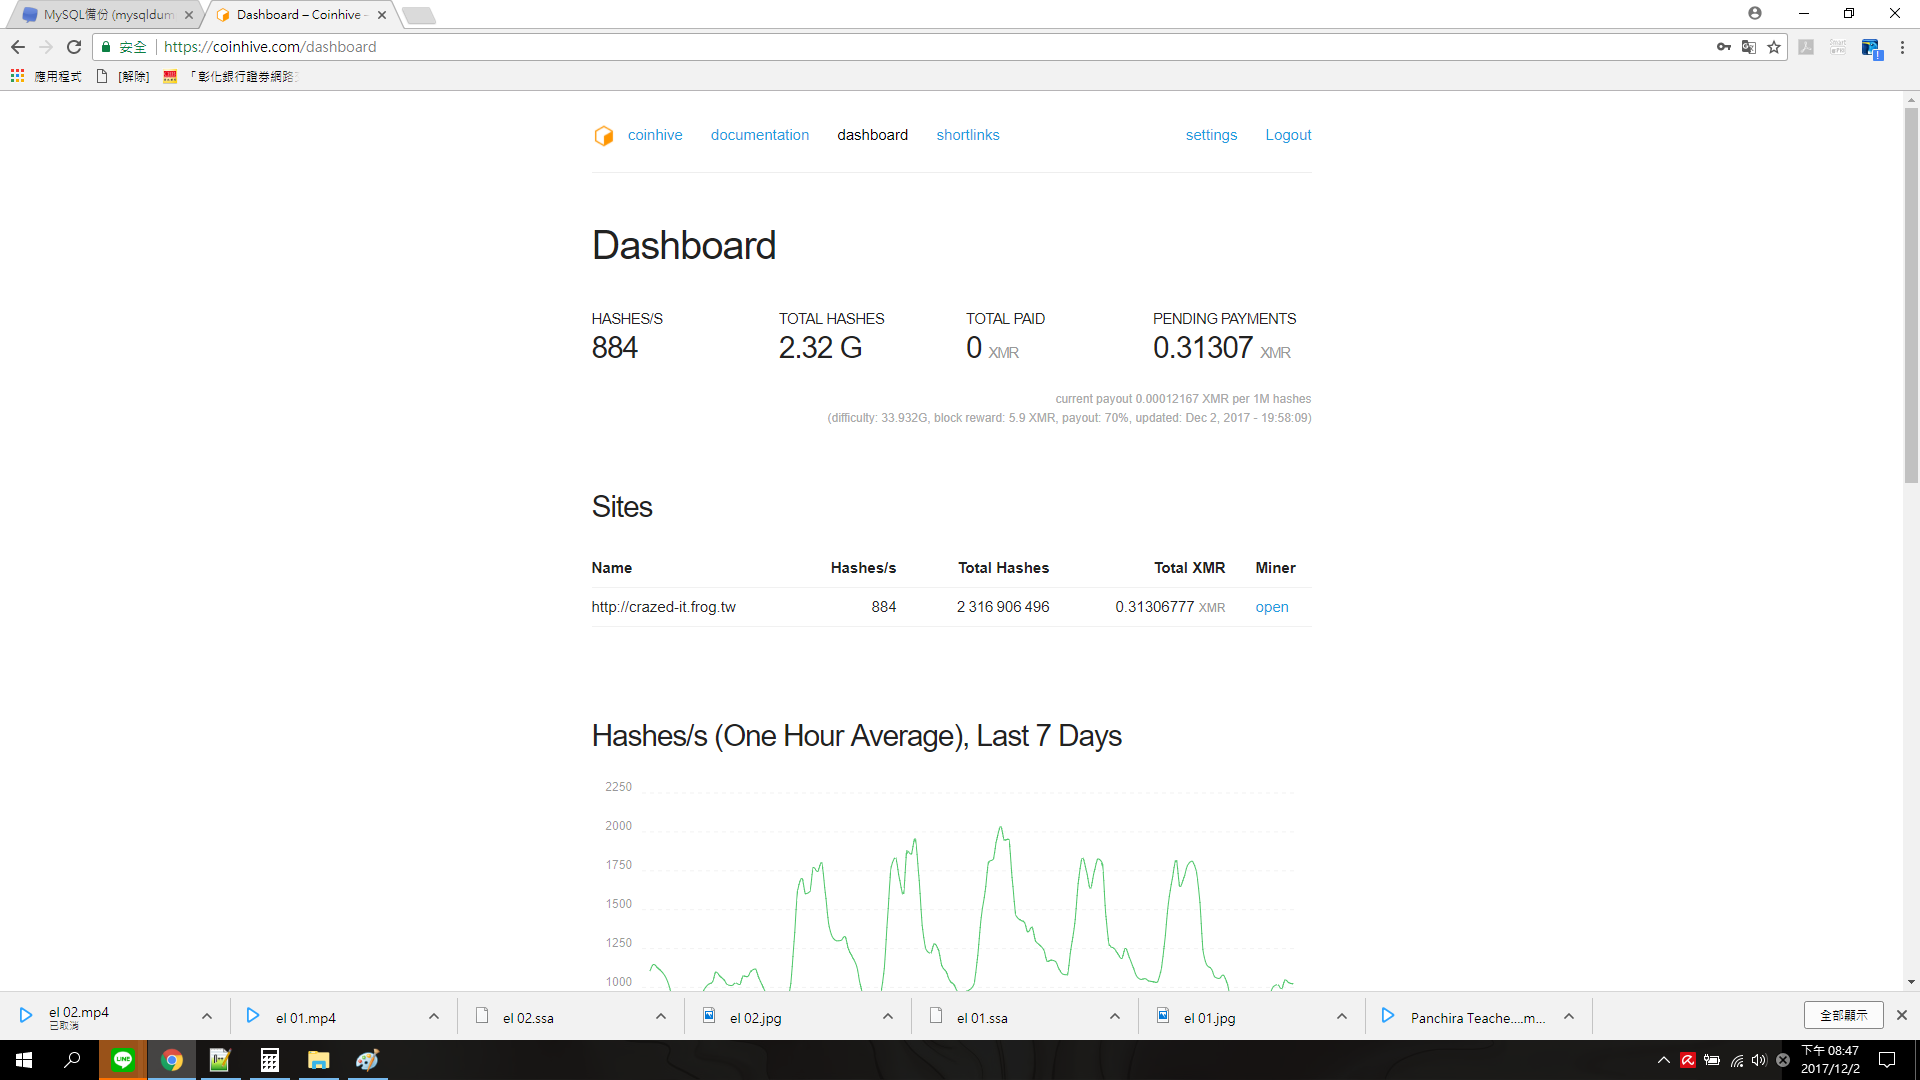 MySQL備份 (mysqldum
Dashboard – Coinhive -
安全
https://coinhive.com/dashboard
應用程式
[解除]
「彰化銀行證券網路
coinhive
documentation
dashboard
shortlinks
settings
Logout
Dashboard
HASHES/S
TOTAL HASHES
TOTAL PAID
PENDING PAYMENTS
884
2.32 G
0 XMR
0.31307 XMR
current payout 0.00012167 XMR per 1M hashes
(difficulty: 33.932G, block reward: 5.9 XMR, payout: 70%, updated: Dec 2, 2017 - 19:58:09)
Sites
Name Hashes/s Total Hashes Total XMR Miner
http://crazed-it.frog.tw 884 2 316 906 496 0.31306777 XMR open
Hashes/s (One Hour Average), Last 7 Days
2250
2000
1750
1500
1250
1000
el 02.mp4
已取消
el 01.mp4
el 02.ssa
el 02.jpg
el 01.ssa
el 01.jpg
Panchira Teache....m...
全部顯示
LINE
下午 08:47
2017/12/2